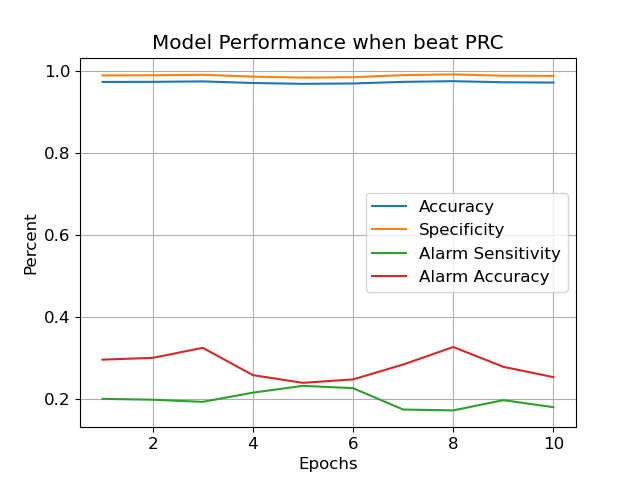 Model Performance when beat PRC
1.0
0.8
0.6
0.4
0.2
Percent
Accuracy
Specificity
Alarm Sensitivity
Alarm Accuracy
2 4 6 8 10
Epochs